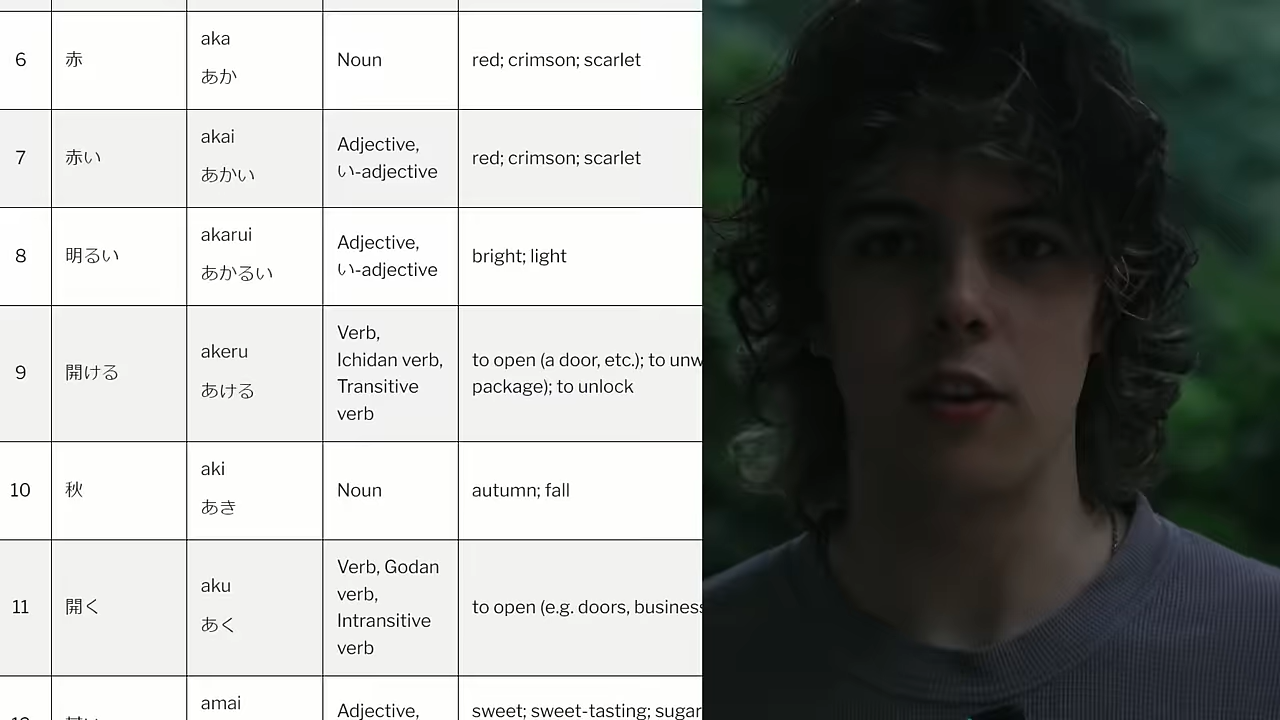 6 赤 aka あか Noun red; crimson; scarlet
7 赤い akai あかい Adjective, い-adjective red; crimson; scarlet
8 明るい akarui あかるい Adjective, い-adjective bright; light
9 開ける akeru あける Verb, Ichidan verb, Transitive verb to open (a door, etc.); to package); to unlock
10 秋 aki あき Noun autumn; fall
11 開く aku あく Verb, Godan verb, Intransitive verb to open (e.g. doors, business
amai Adjective, sweet; sweet-tasting; sugar